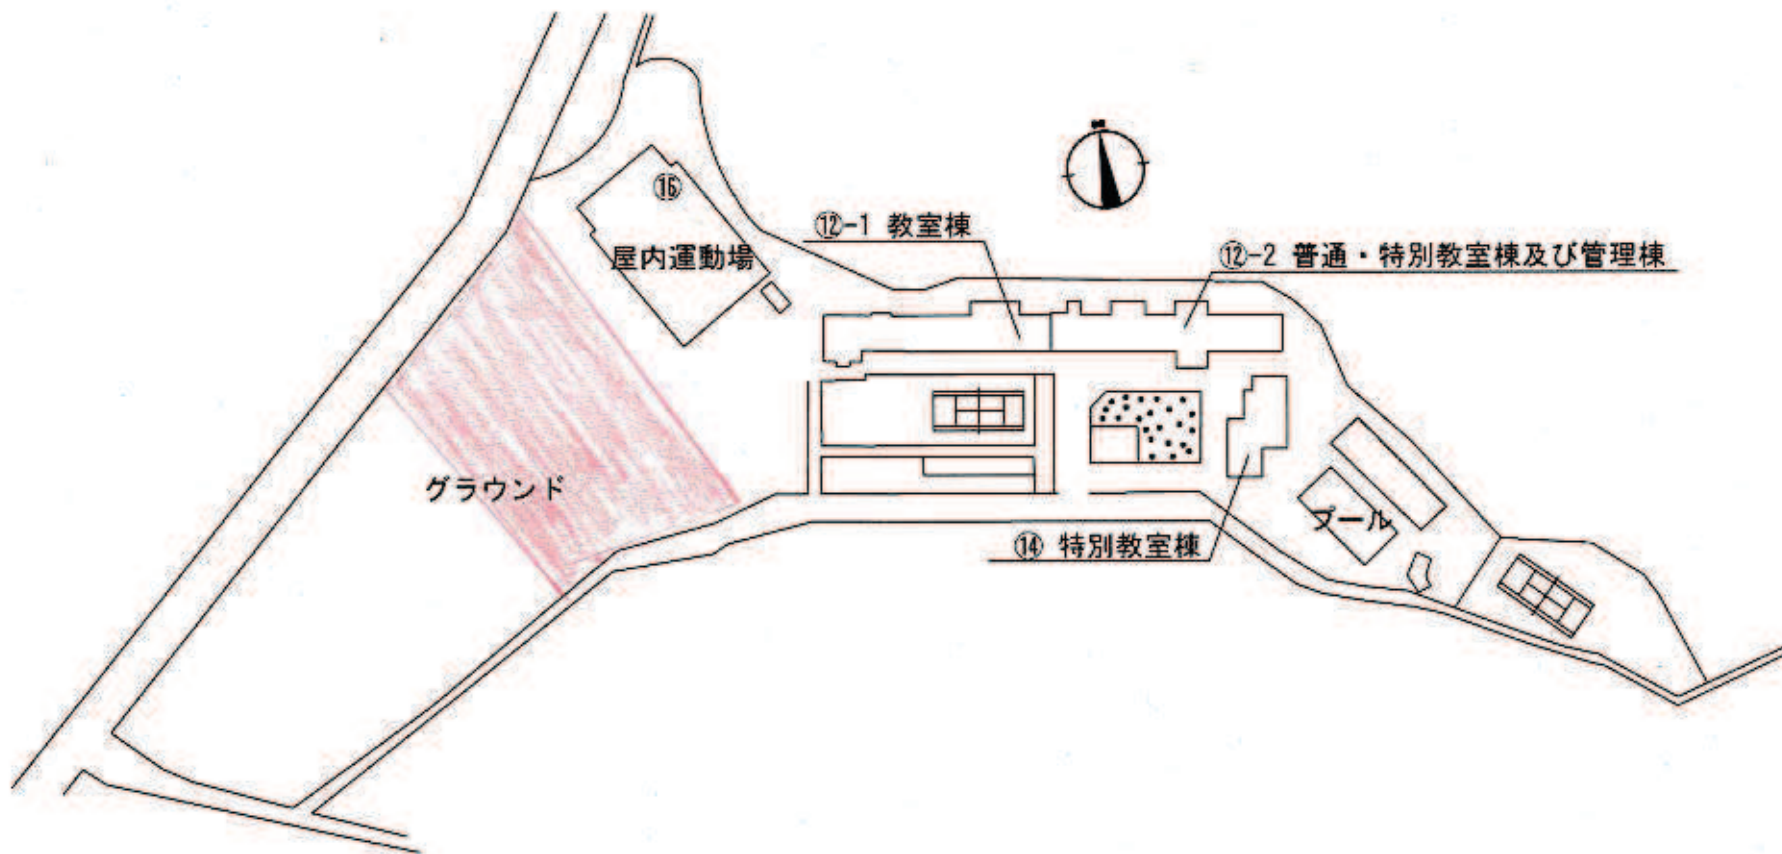 ⑯
屋内運動場
⑫-1 教室棟
⑫-2 普通・特別教室棟及び管理棟
グラウンド
プール
⑭ 特別教室棟